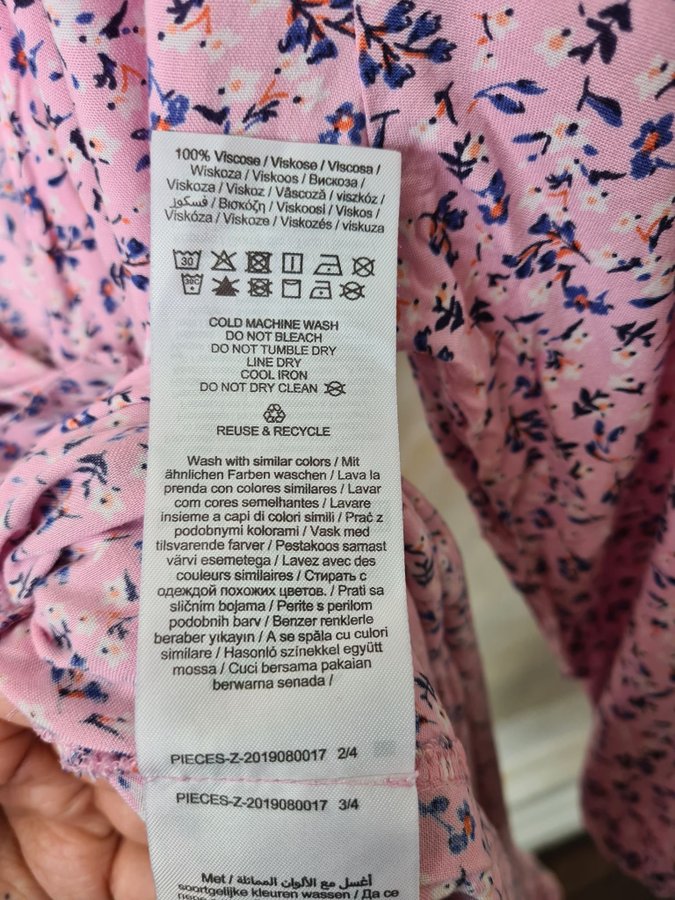 100% Viscose / Viskose / Viscosa /
Wiskoza / Viskoos / Вискоза /
Viskoza / Viskoz / Vâscoză / viszkóz /
فسكوز / Βισκόζη / Viskoosi / Viskos /
Viskóza / Viskoze / Viskozės / viskuza
30
30C
COLD MACHINE WASH
DO NOT BLEACH
DO NOT TUMBLE DRY
LINE DRY
COOL IRON
DO NOT DRY CLEAN
REUSE & RECYCLE
Wash with similar colors / Mit
ähnlichen Farben waschen / Lava la
prenda con colores similares / Lavar
com cores semelhantes / Lavare
insieme a capi di colori simili / Prać z
podobnymi kolorami / Vask med
tilsvarende farver / Pestakoos samast
värvi esemetega / Lavez avec des
couleurs similaires / Стирать с
одеждой похожих цветов. / Prati sa
sličnim bojama / Perite s perilom
podobnih barv / Benzer renklerle
beraber yıkayın / A se spăla cu culori
similare / Hasonló színekkel együtt
mossa / Cuci bersama pakaian
berwarna senada /
PIECES-Z-2019080017 2/4
PIECES-Z-2019080017 3/4
Met / أغسل مع الألوان المماثلة
soortgelijke kleuren wassen / Да се